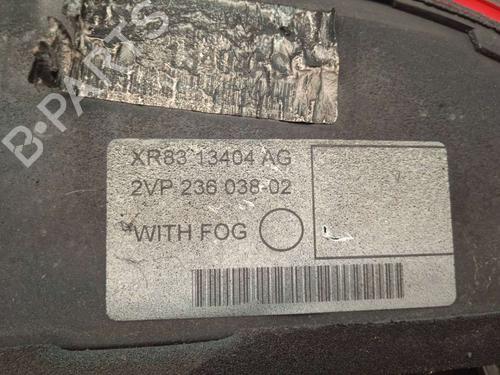 B-PARTS
XR83 13404 AG
2VP 236 038-02
WITH FOG